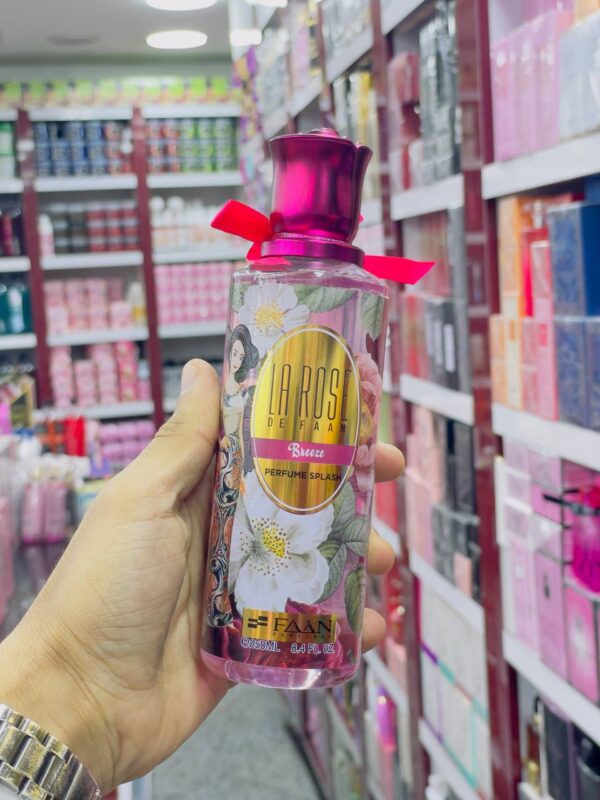 LA ROSE
DE FAAN
Breeze
PERFUME SPLASH
FAAN
℮250ML 8.4 FL. OZ.